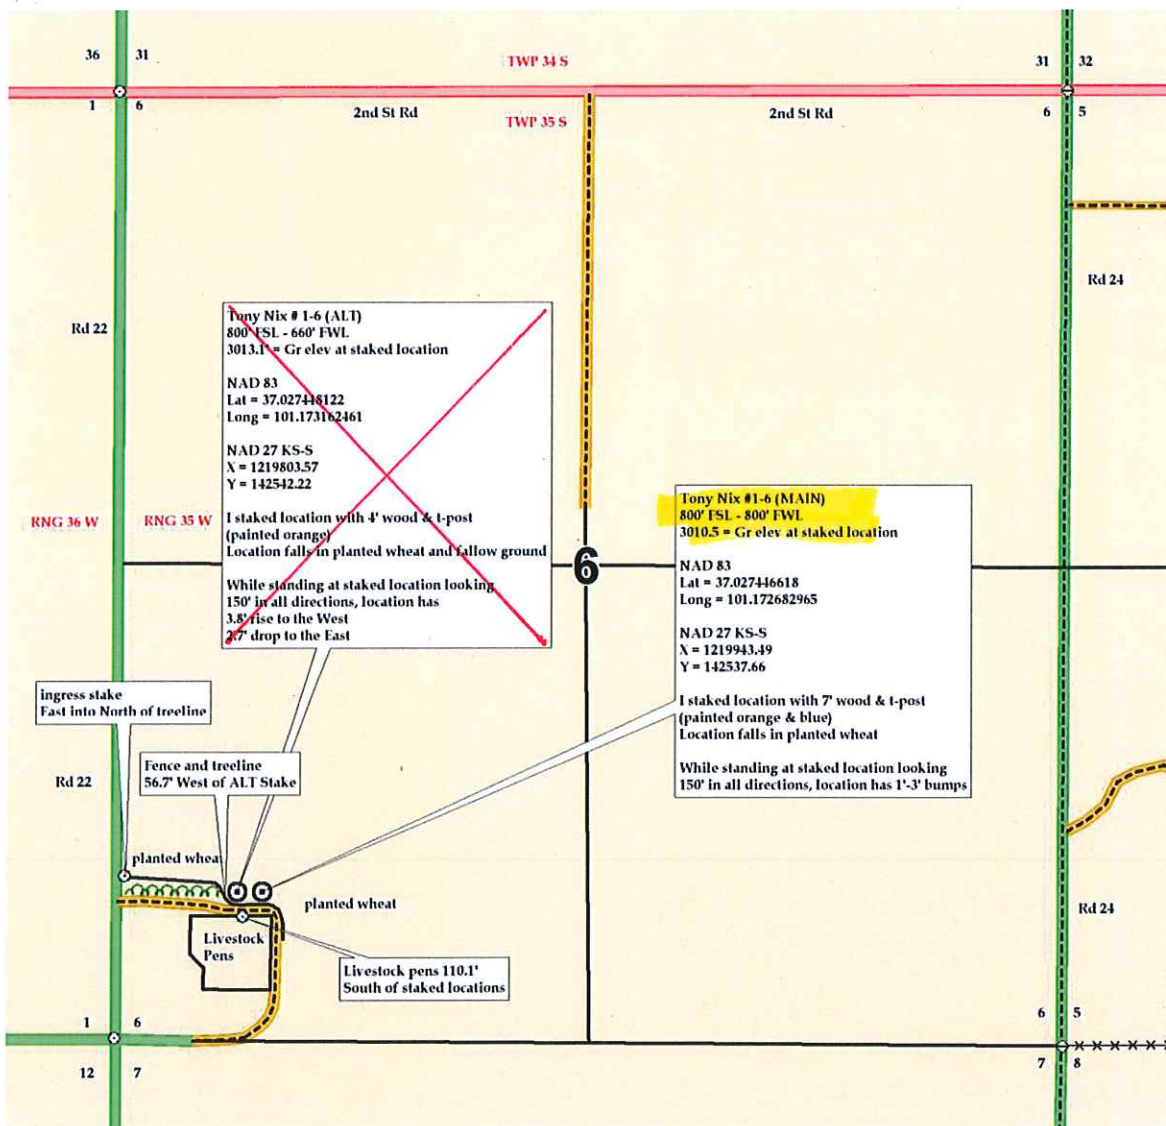 36 31
TWP 34 S
31 32
1 6
2nd St Rd
TWP 35 S
2nd St Rd
6 5
Rd 24
Rd 22
Tony Nix # 1-6 (ALT)
800' FSL - 660' FWL
3013.1' = Gr elev at staked location
NAD 83
Lat = 37.027448122
Long = 101.173162461
NAD 27 KS-S
X = 1219803.57
Y = 142542.22
I staked location with 4' wood & t-post
(painted orange)
Location falls in planted wheat and fallow ground
While standing at staked location looking
150' in all directions, location has
3.8' rise to the West
2.7' drop to the East
RNG 36 W
RNG 35 W
6
Tony Nix #1-6 (MAIN)
800' FSL - 800' FWL
3010.5 = Gr elev at staked location
NAD 83
Lat = 37.027446618
Long = 101.172682965
NAD 27 KS-S
X = 1219943.49
Y = 142537.66
I staked location with 7' wood & t-post
(painted orange & blue)
Location falls in planted wheat
While standing at staked location looking
150' in all directions, location has 1'-3' bumps
ingress stake
East into North of treeline
Rd 22
Fence and treeline
56.7' West of ALT Stake
planted wheat
planted wheat
Livestock
Pens
Livestock pens 110.1'
South of staked locations
Rd 24
1 6
6 5
12 7
7 8